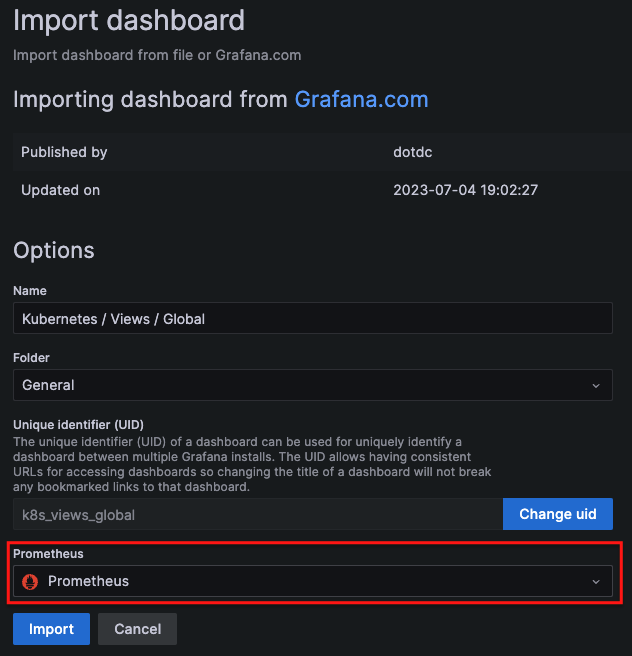 Import dashboard
Import dashboard from file or Grafana.com
Importing dashboard from Grafana.com
Published by dotdc
Updated on 2023-07-04 19:02:27
Options
Name
Kubernetes / Views / Global
Folder
General
Unique identifier (UID)
The unique identifier (UID) of a dashboard can be used for uniquely identify a
dashboard between multiple Grafana installs. The UID allows having consistent
URLs for accessing dashboards so changing the title of a dashboard will not break
any bookmarked links to that dashboard.
k8s_views_global Change uid
Prometheus
Prometheus
Import Cancel